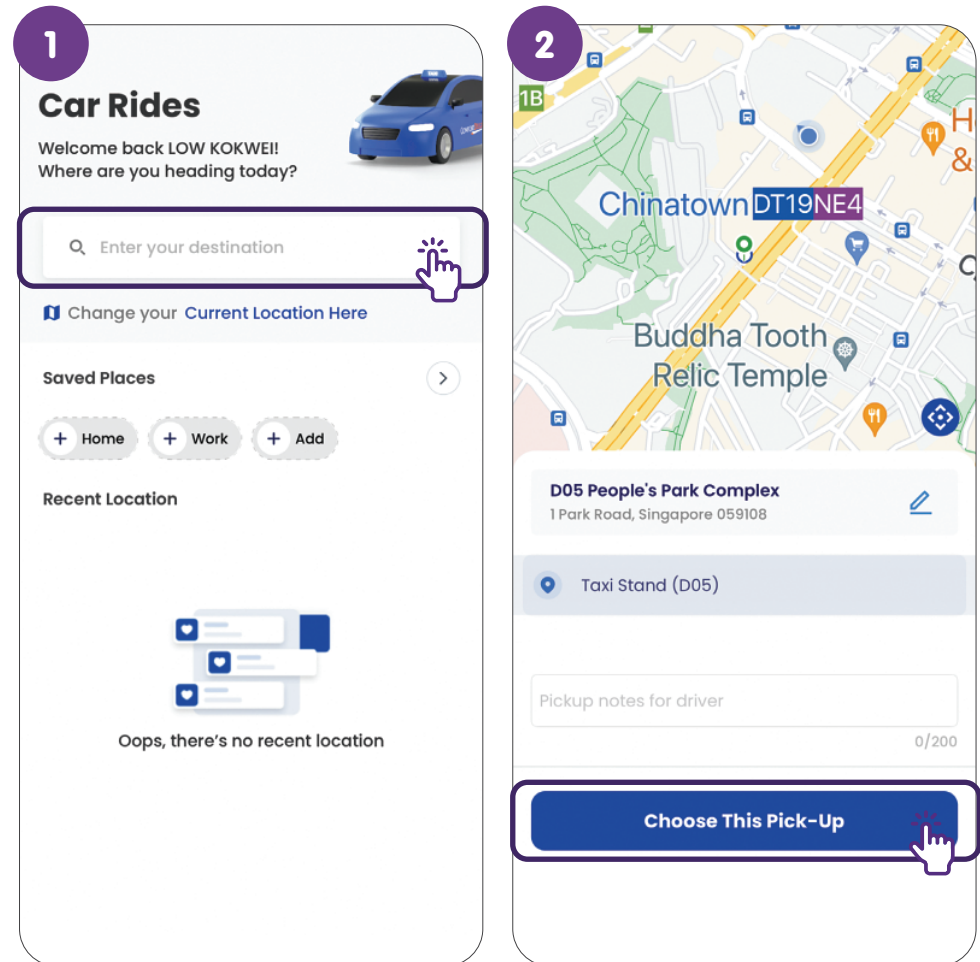 1
Car Rides
Welcome back LOW KOKWEI!
Where are you heading today?
Enter your destination
Change your Current Location Here
Saved Places
+ Home
+ Work
+ Add
Recent Location
Oops, there's no recent location
2
1B
H
&
Chinatown DT19 NE4
Buddha Tooth
Relic Temple
D05 People's Park Complex
1 Park Road, Singapore 059108
Taxi Stand (D05)
Pickup notes for driver
0/200
Choose This Pick-Up